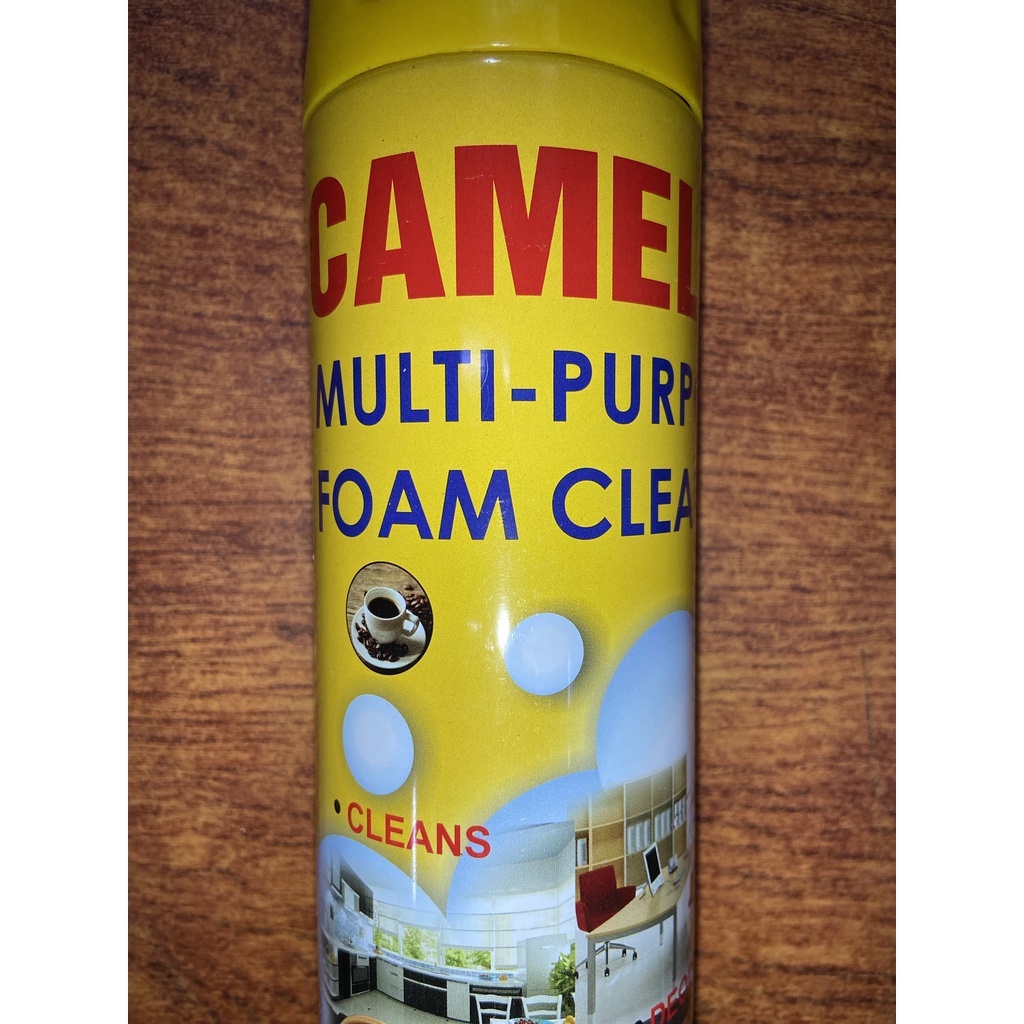 CAMEL
MULTI-PURP
FOAM CLEA
• CLEANS